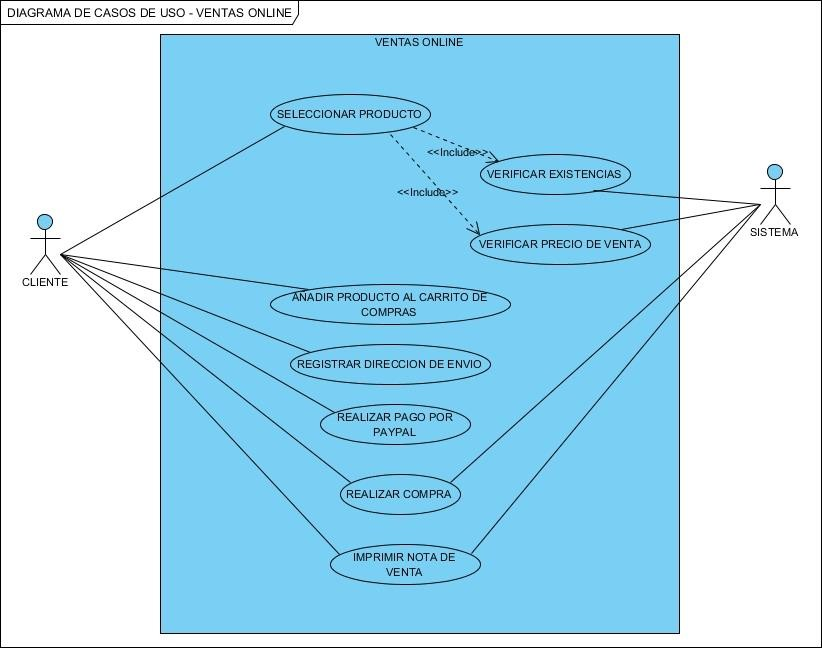 DIAGRAMA DE CASOS DE USO - VENTAS ONLINE
VENTAS ONLINE
SELECCIONAR PRODUCTO
<<Include>>
VERIFICAR EXISTENCIAS
<<Include>>
SISTEMA
VERIFICAR PRECIO DE VENTA
CLIENTE
AÑADIR PRODUCTO AL CARRITO DE
COMPRAS
REGISTRAR DIRECCION DE ENVIO
REALIZAR PAGO POR
PAYPAL
REALIZAR COMPRA
IMPRIMIR NOTA DE
VENTA